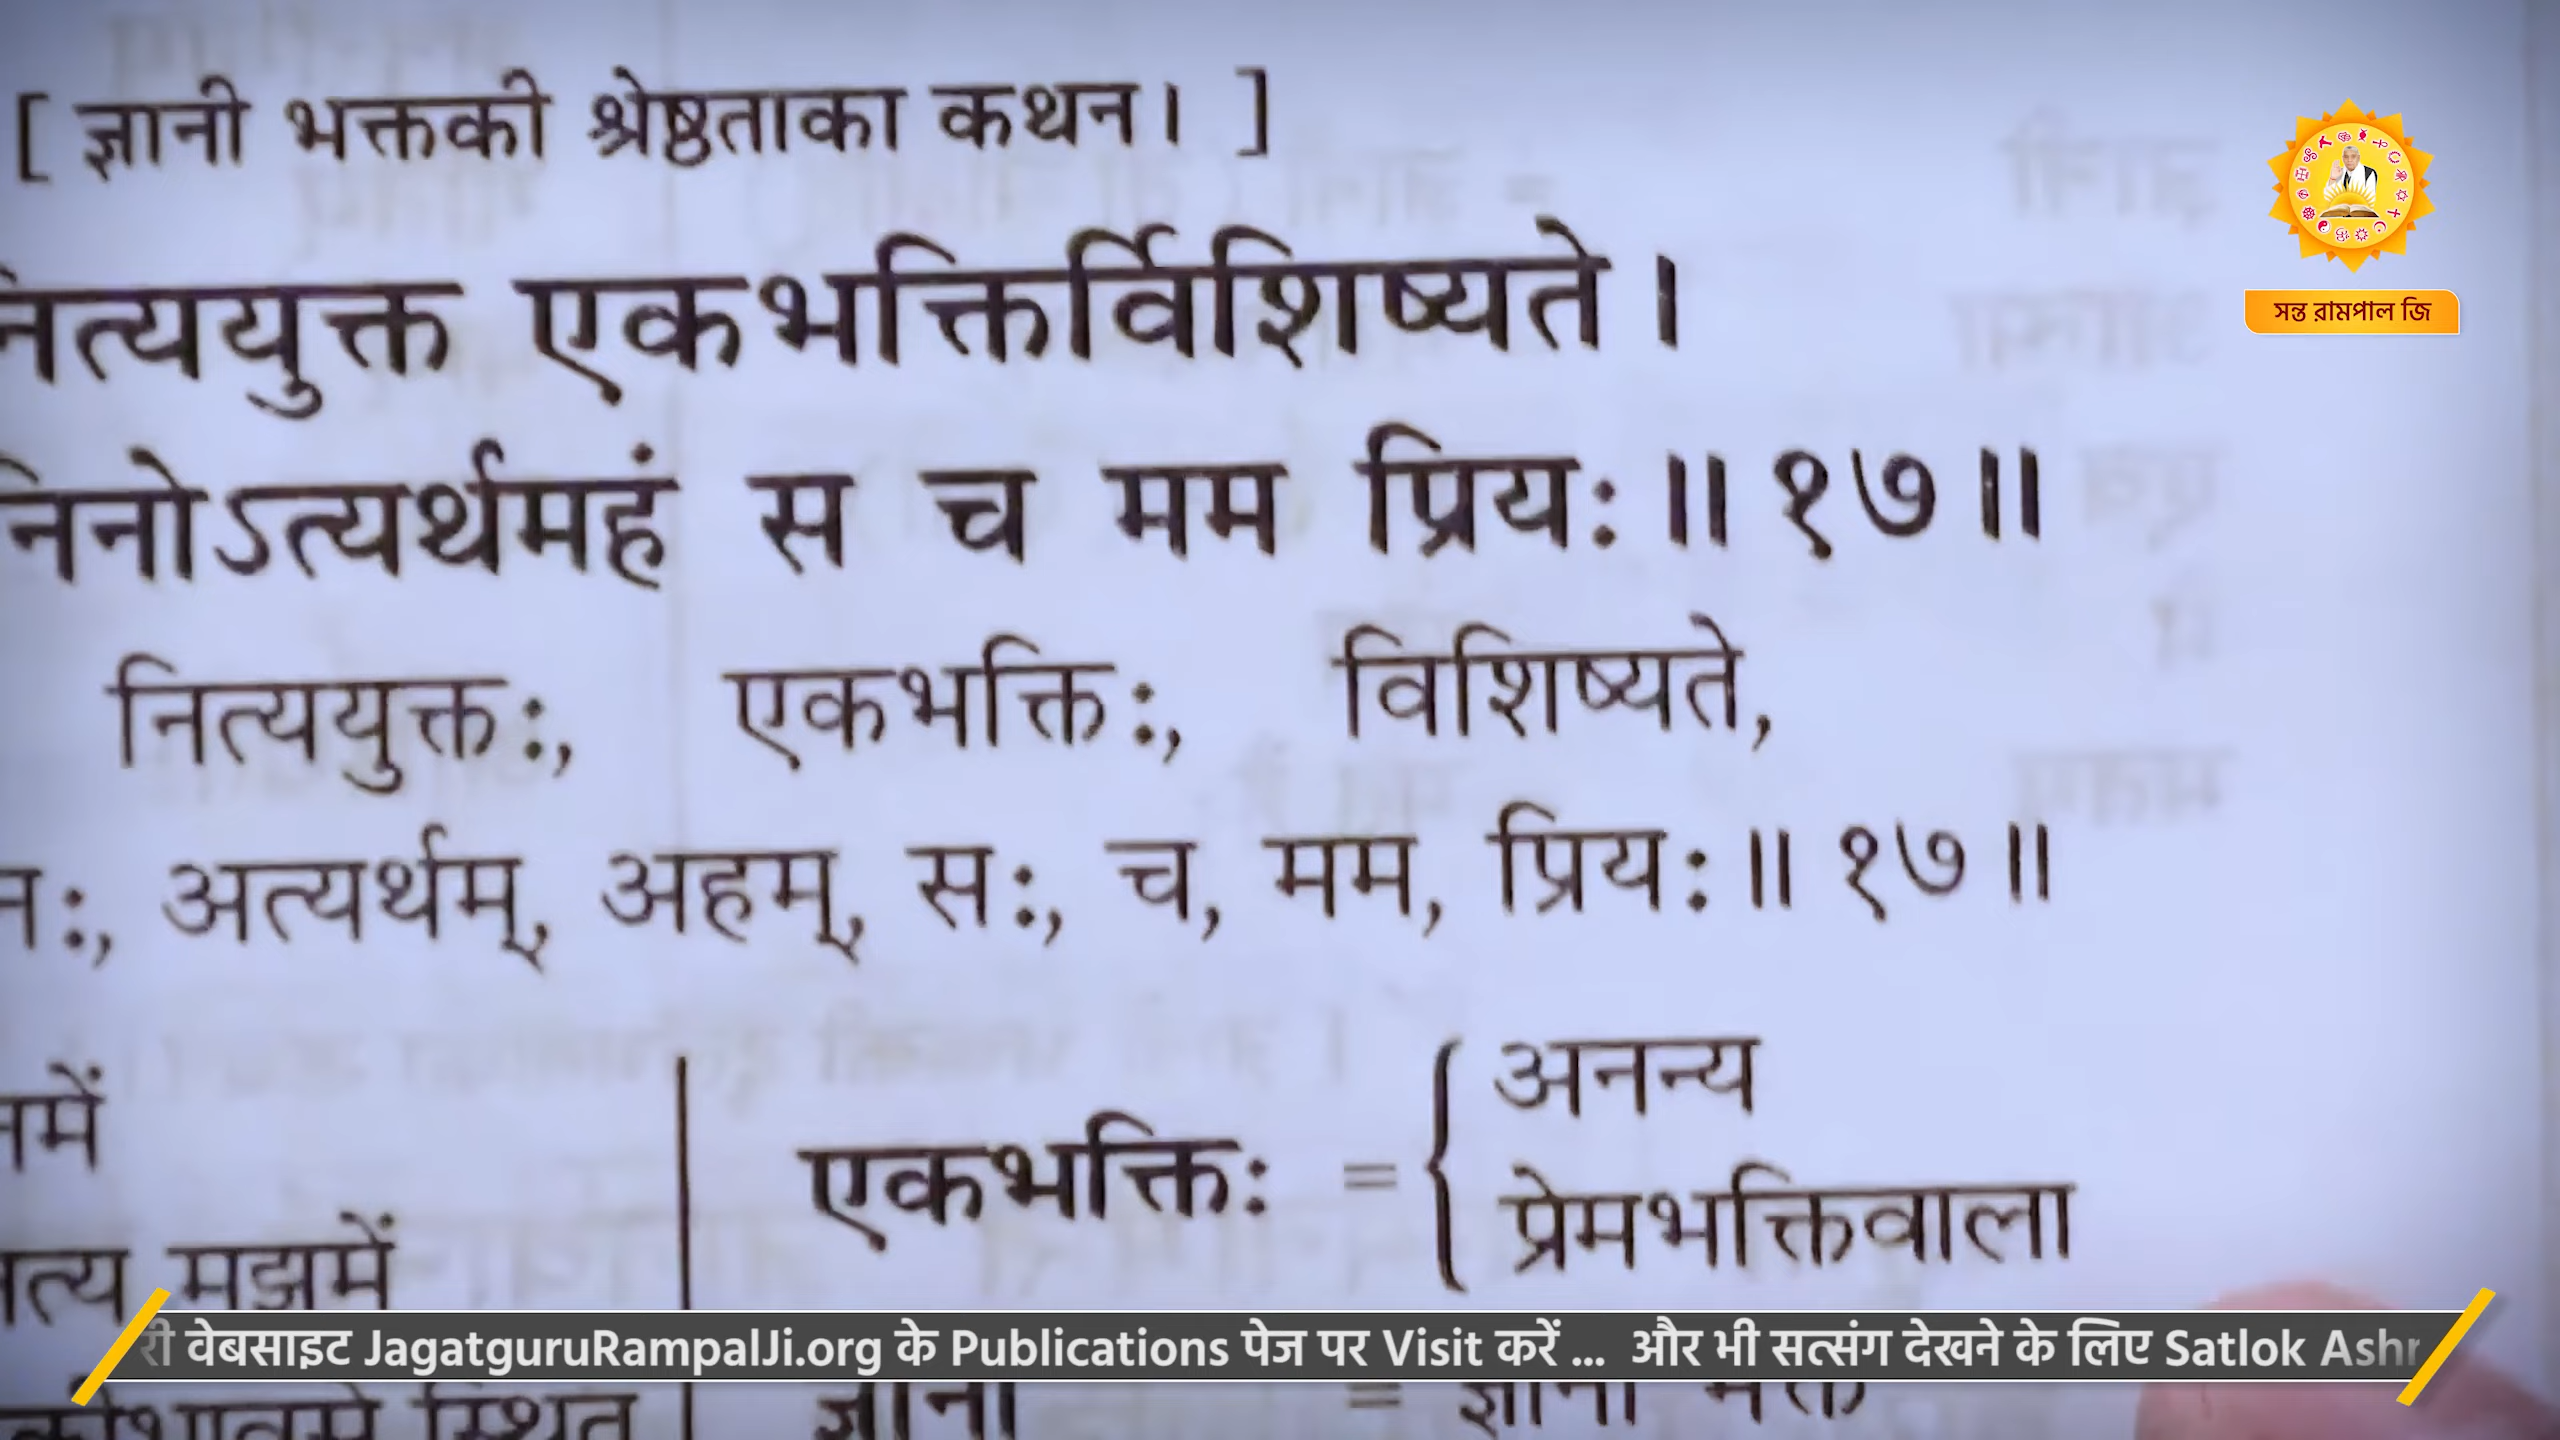 [ ज्ञानी भक्तकी श्रेष्ठताका कथन। ]
नित्ययुक्त एकभक्तिर्विशिष्यते ।
निनोऽत्यर्थमहं स च मम प्रियः ॥ १७ ॥
नित्ययुक्तः, एकभक्तिः, विशिष्यते,
नः, अत्यर्थम्, अहम्, सः, च, मम, प्रियः ॥ १७ ॥
एकभक्तिः = { अनन्य
प्रेमभक्तिवाला
मुझमें
री वेबसाइट JagatguruRampalJi.org के Publications पेज पर Visit करें ... और भी सत्संग देखने के लिए Satlok Ashr
स्थित
ज्ञानी = ज्ञानी भक्त
সন্ত রামপাল জি